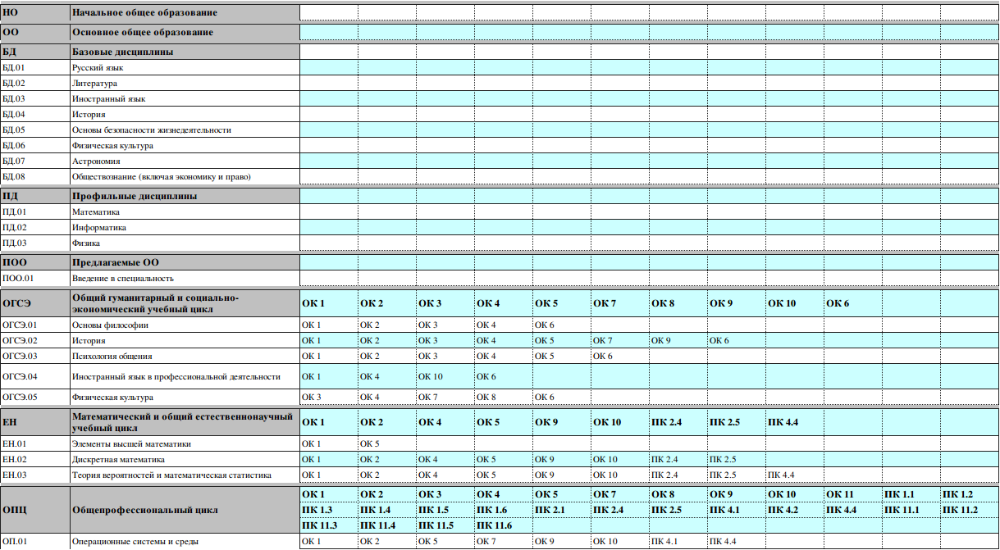 НО Начальное общее образование
ОО Основное общее образование
БД Базовые дисциплины
БД.01 Русский язык
БД.02 Литература
БД.03 Иностранный язык
БД.04 История
БД.05 Основы безопасности жизнедеятельности
БД.06 Физическая культура
БД.07 Астрономия
БД.08 Обществознание (включая экономику и право)
ПД Профильные дисциплины
ПД.01 Математика
ПД.02 Информатика
ПД.03 Физика
ПОО Предлагаемые ОО
ПОО.01 Введение в специальность
ОГСЭ Общий гуманитарный и социально-
экономический учебный цикл ОК 1 ОК 2 ОК 3 ОК 4 ОК 5 ОК 7 ОК 8 ОК 9 ОК 10 ОК 6
ОГСЭ.01 Основы философии ОК 1 ОК 2 ОК 3 ОК 4 ОК 6
ОГСЭ.02 История ОК 1 ОК 2 ОК 3 ОК 4 ОК 5 ОК 7 ОК 9 ОК 6
ОГСЭ.03 Психология общения ОК 1 ОК 2 ОК 3 ОК 4 ОК 5 ОК 6
ОГСЭ.04 Иностранный язык в профессиональной деятельности ОК 1 ОК 4 ОК 10 ОК 6
ОГСЭ.05 Физическая культура ОК 3 ОК 4 ОК 7 ОК 8 ОК 6
ЕН Математический и общий естественнонаучный
учебный цикл ОК 1 ОК 2 ОК 4 ОК 5 ОК 9 ОК 10 ПК 2.4 ПК 2.5 ПК 4.4
ЕН.01 Элементы высшей математики ОК 1 ОК 5
ЕН.02 Дискретная математика ОК 1 ОК 2 ОК 4 ОК 5 ОК 9 ОК 10 ПК 2.4 ПК 2.5
ЕН.03 Теория вероятностей и математическая статистика ОК 1 ОК 2 ОК 4 ОК 5 ОК 9 ОК 10 ПК 2.4 ПК 2.5 ПК 4.4
ОПЦ Общепрофессиональный цикл ОК 1 ОК 2 ОК 3 ОК 4 ОК 5 ОК 7 ОК 8 ОК 9 ОК 10 ОК 11 ПК 1.1 ПК 1.2
ПК 1.3 ПК 1.4 ПК 1.5 ПК 1.6 ПК 2.1 ПК 2.4 ПК 2.5 ПК 4.1 ПК 4.2 ПК 4.4 ПК 11.1 ПК 11.2
ПК 11.3 ПК 11.4 ПК 11.5 ПК 11.6
ОП.01 Операционные системы и среды ОК 1 ОК 2 ОК 5 ОК 7 ОК 9 ОК 10 ПК 4.1 ПК 4.4